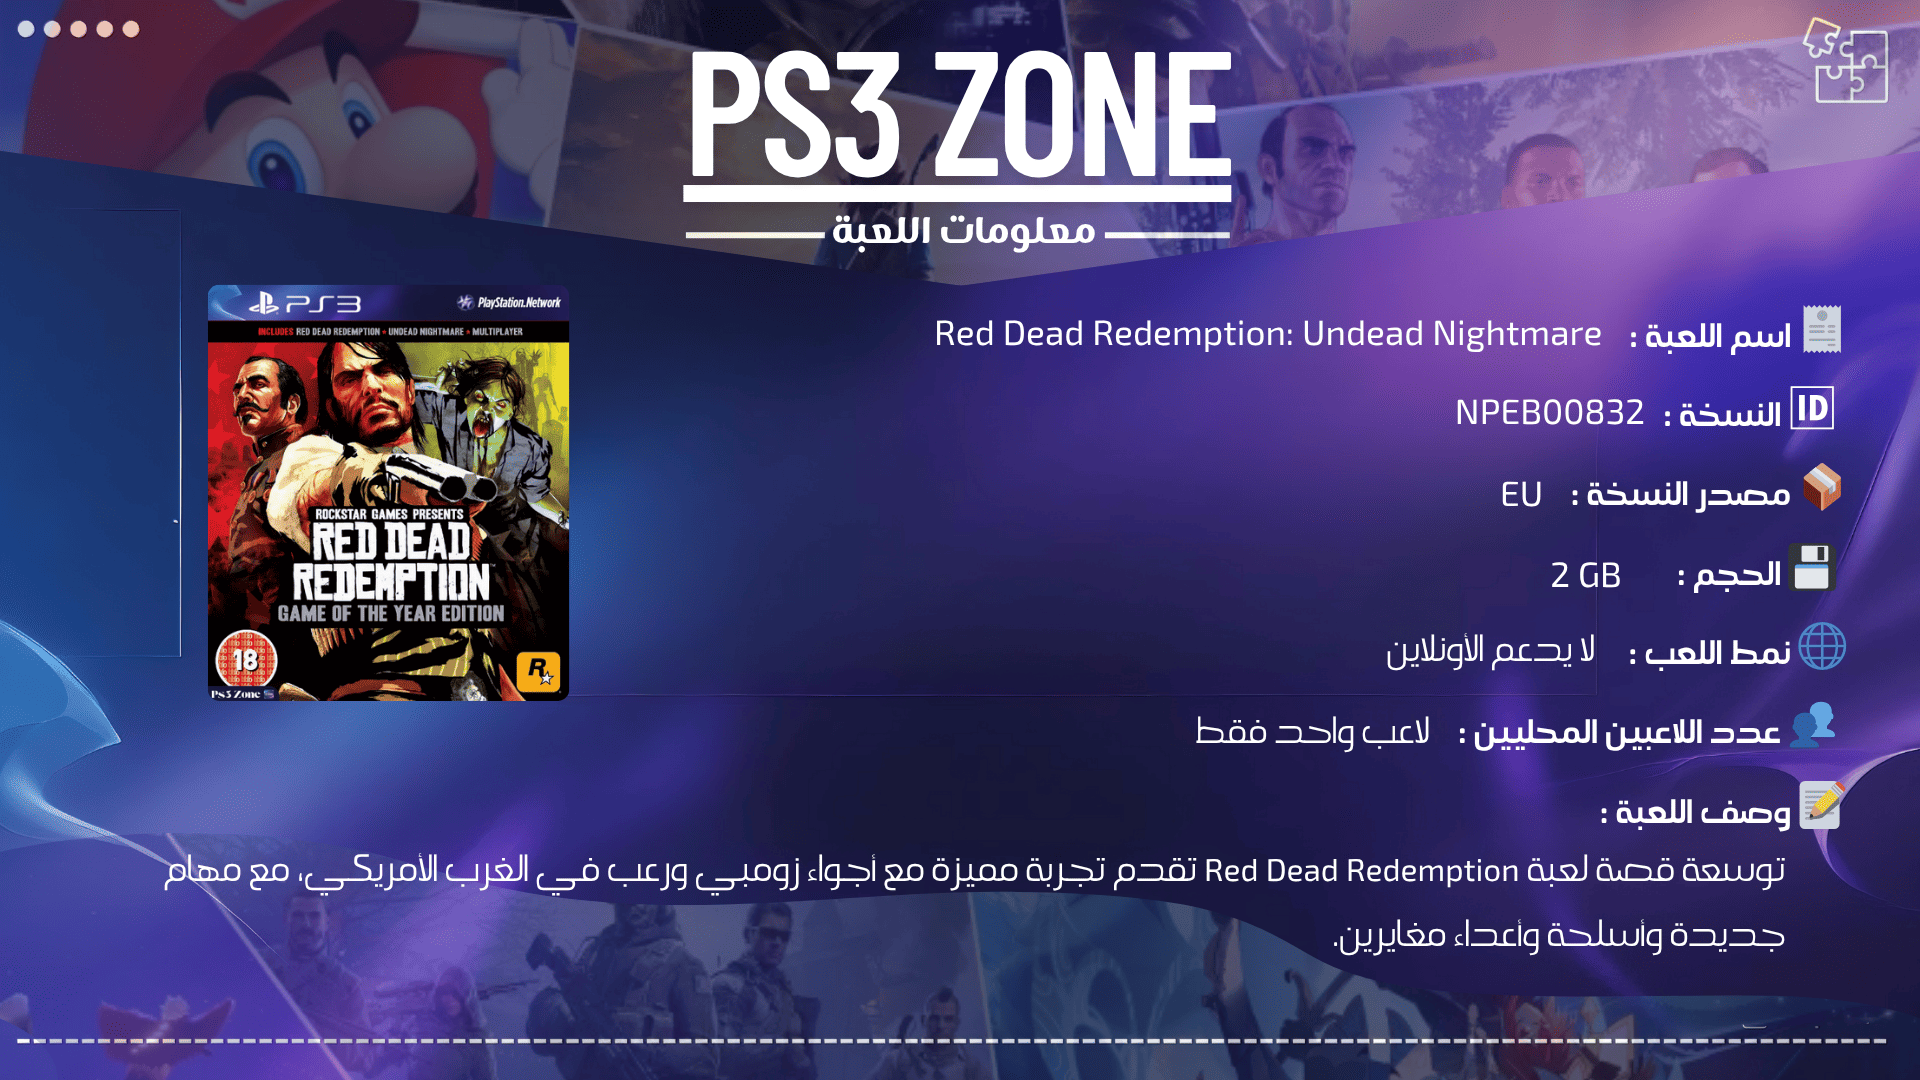 PS3 ZONE
معلومات اللعبة
PS3 PlayStation.Network
INCLUDES RED DEAD REDEMPTION • UNDEAD NIGHTMARE • MULTIPLAYER
ROCKSTAR GAMES PRESENTS
RED DEAD
REDEMPTION
GAME OF THE YEAR EDITION
18
R
Ps3 Zone
اسم اللعبة : Red Dead Redemption: Undead Nightmare
ID النسخة : NPEB00832
مصدر النسخة : EU
الحجم : 2 GB
نمط اللعب : لا يدعم الأونلاين
عدد اللاعبين المحليين : لاعب واحد فقط
وصف اللعبة :
توسعة قصة لعبة Red Dead Redemption تقدم تجربة مميزة مع أجواء زومبي ورعب في الغرب الأمريكي، مع مهام
جديدة وأسلحة وأعداء مغايرين.